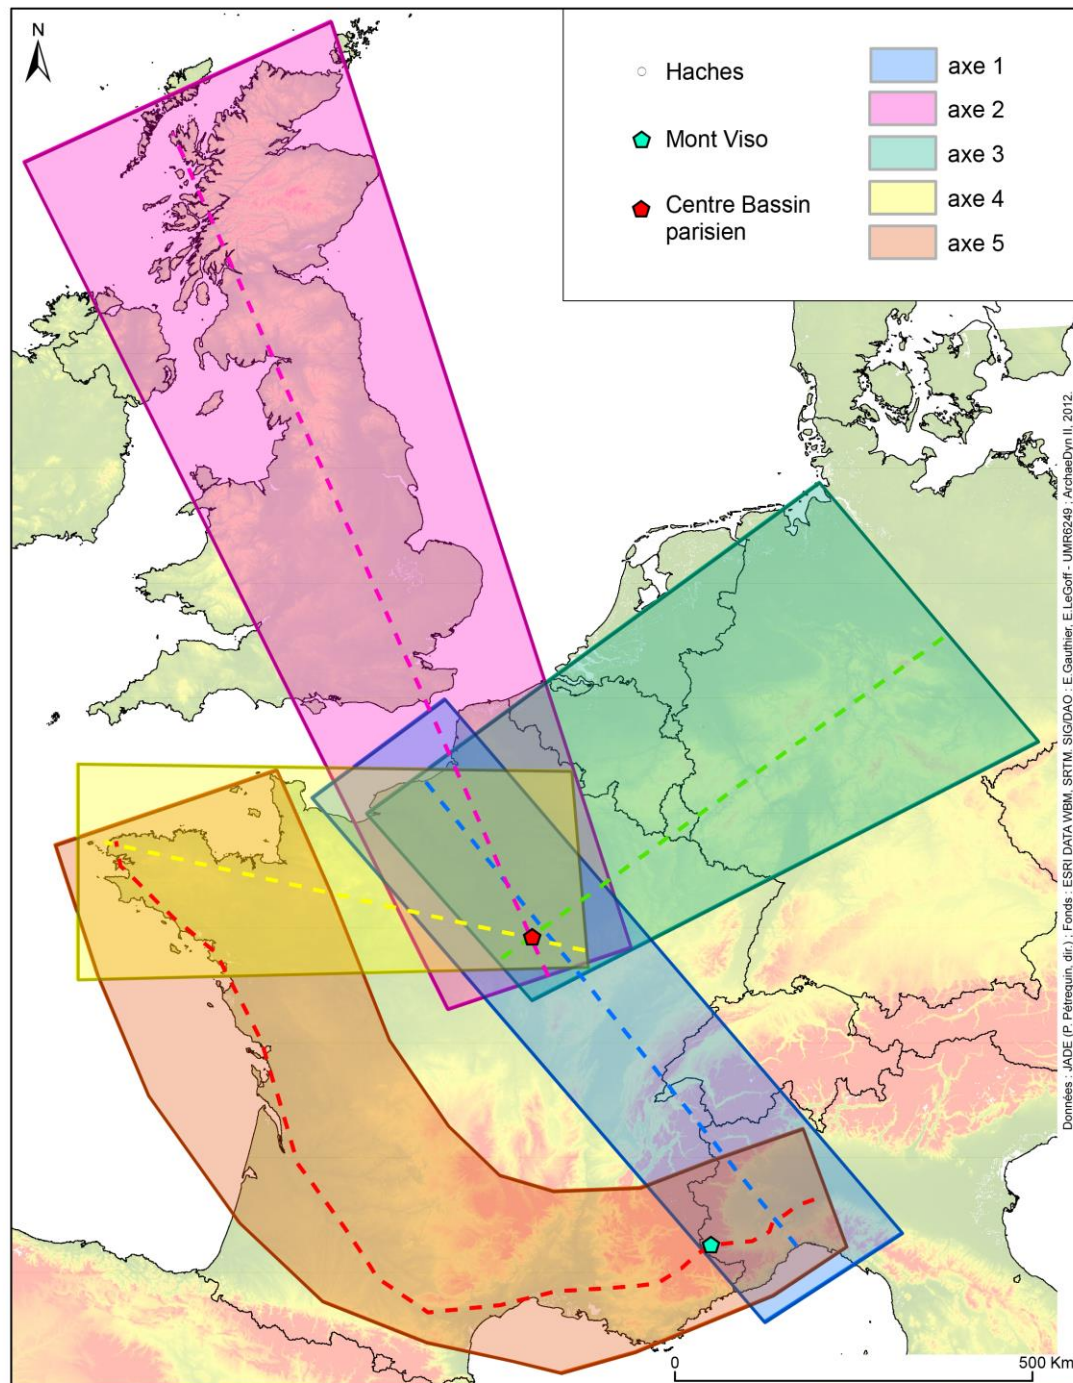 N
Haches
Mont Viso
Centre Bassin
parisien
axe 1
axe 2
axe 3
axe 4
axe 5
Données : JADE (P. Pétrequin, dir.) ; Fonds : ESRI DATA WBM, SRTM. SIG/DAO : E.Gauthier, E.LeGoff - UMR6249 ; ArchaeDyn II, 2012.
0
500 Km